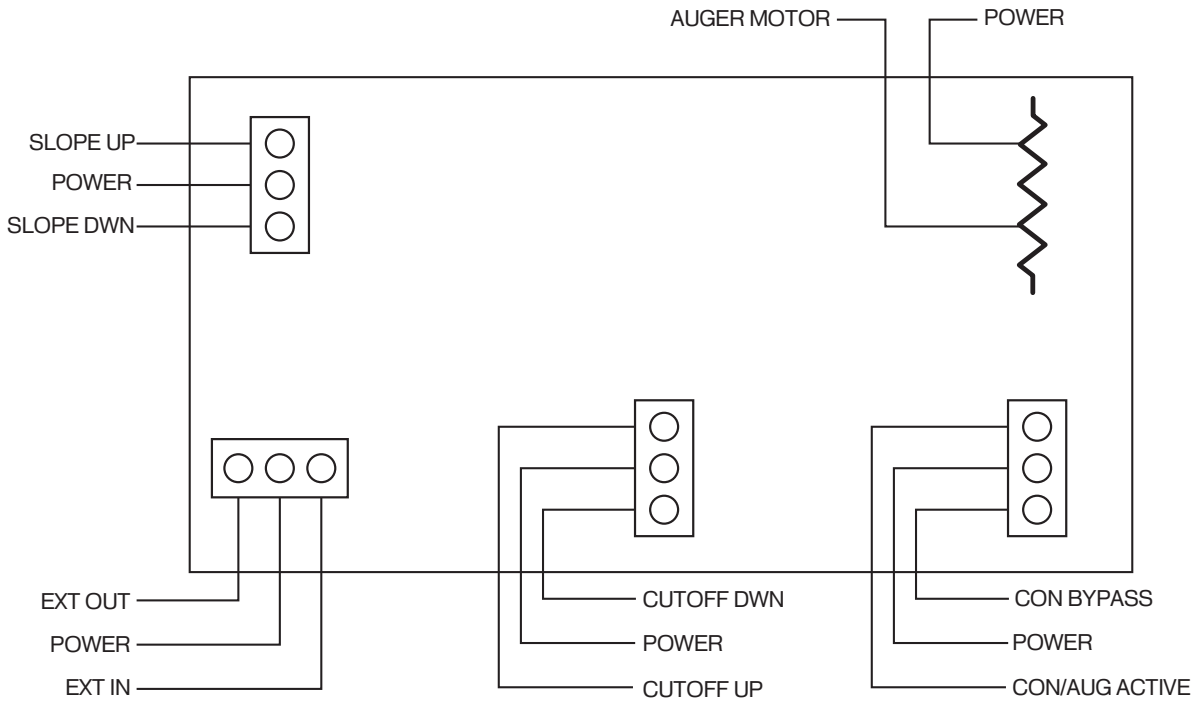 AUGER MOTOR
POWER
SLOPE UP
POWER
SLOPE DWN
EXT OUT
POWER
EXT IN
CUTOFF DWN
POWER
CUTOFF UP
CON BYPASS
POWER
CON/AUG ACTIVE